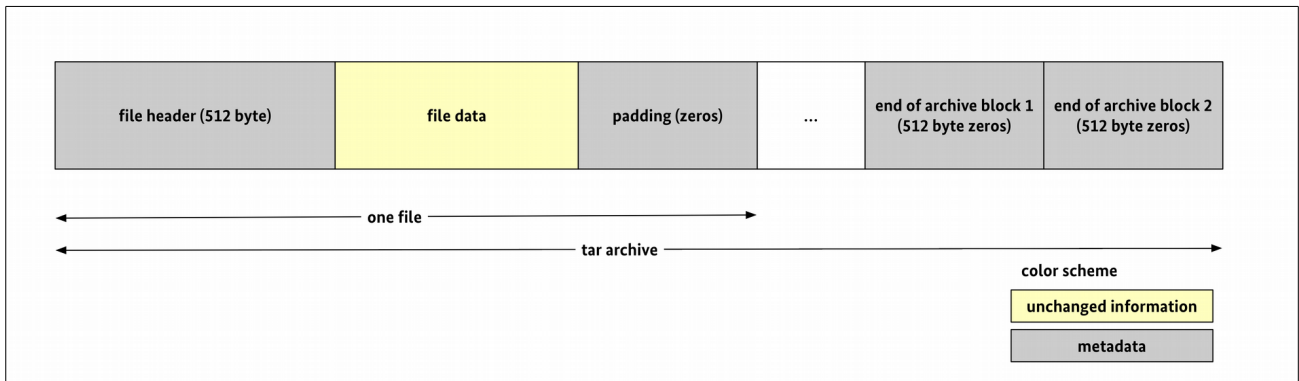 file header (512 byte)
file data
padding (zeros)
...
end of archive block 1
(512 byte zeros)
end of archive block 2
(512 byte zeros)
one file
tar archive
color scheme
unchanged information
metadata